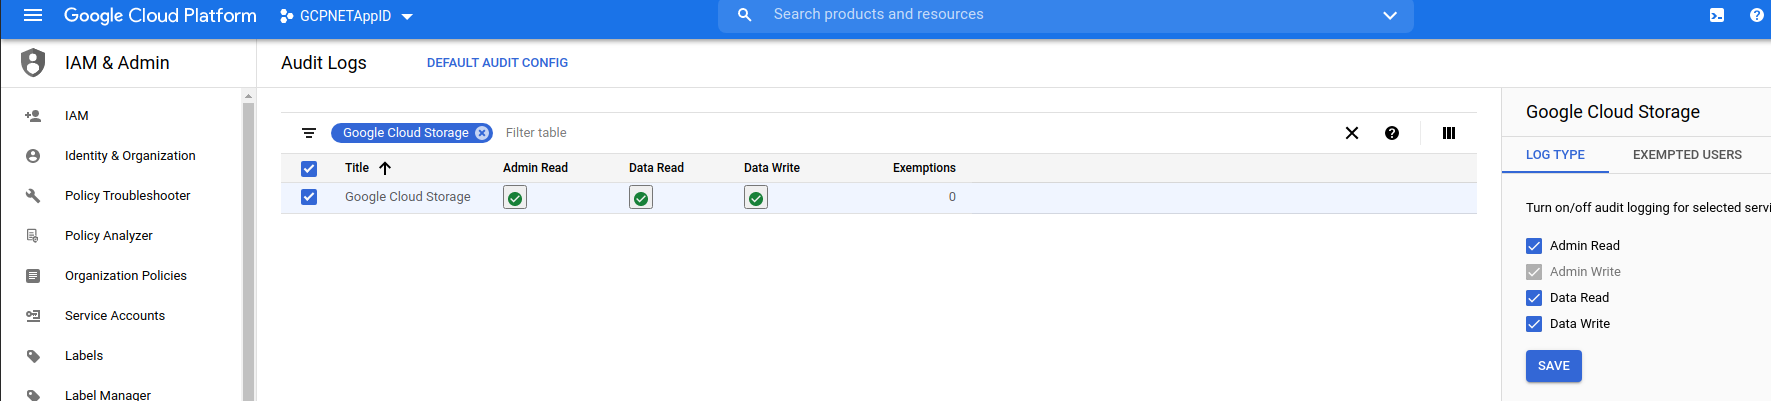 Google Cloud Platform
GCPNETAppID
Search products and resources
IAM & Admin
Audit Logs
DEFAULT AUDIT CONFIG
IAM
Identity & Organization
Policy Troubleshooter
Policy Analyzer
Organization Policies
Service Accounts
Labels
Label Manager
Google Cloud Storage
Filter table
Title Admin Read Data Read Data Write Exemptions
Google Cloud Storage 0
Google Cloud Storage
LOG TYPE EXEMPTED USERS
Turn on/off audit logging for selected servi
Admin Read
Admin Write
Data Read
Data Write
SAVE